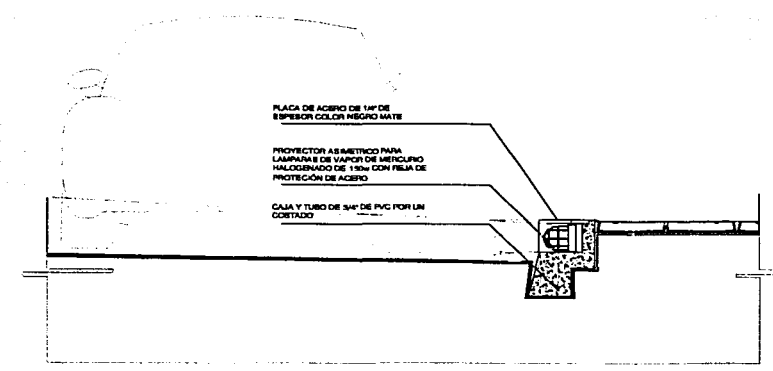 PLACA DE ACERO DE 1/4" DE
ESPESOR COLOR NEGRO MATE
PROYECTOR ASIMETRICO PARA
LAMPARAS DE VAPOR DE MERCURIO
HALOGENADO DE 150w CON REJA DE
PROTECIÓN DE ACERO
CAJA Y TUBO DE 3/4" DE PVC POR UN
COSTADO